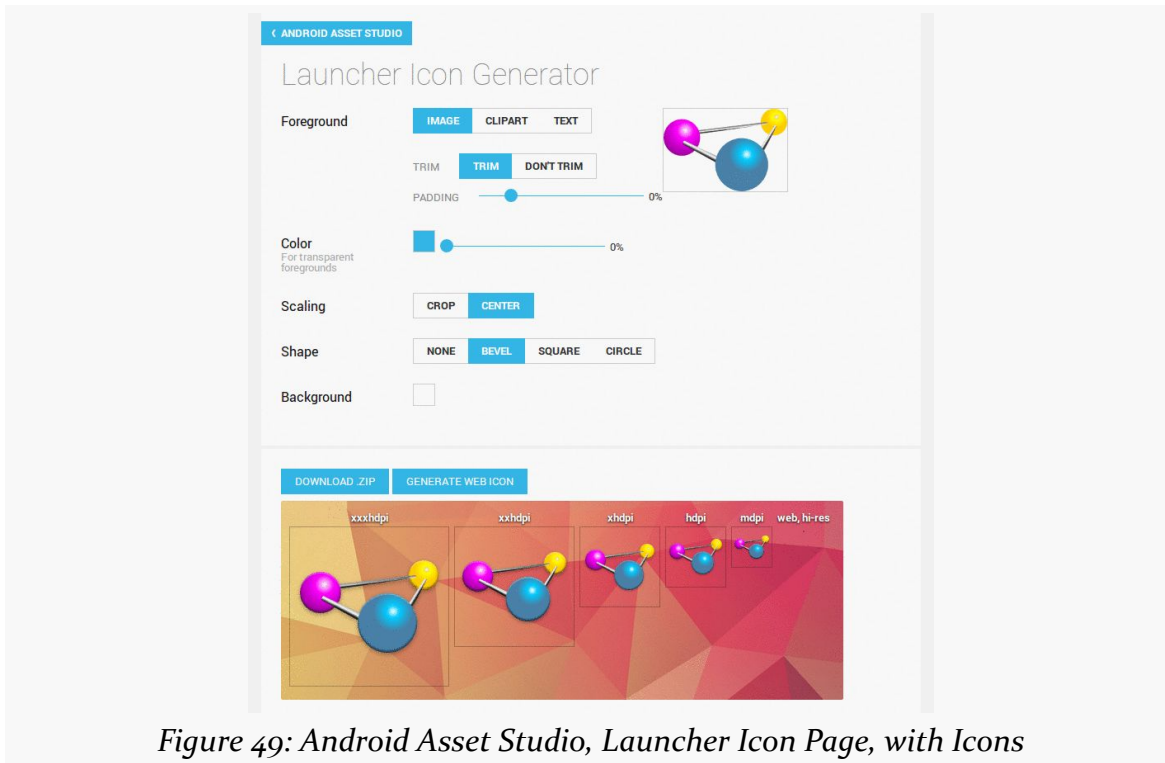 ‹ ANDROID ASSET STUDIO
Launcher Icon Generator
Foreground
IMAGE CLIPART TEXT
TRIM TRIM DON'T TRIM
PADDING 0%
Color
For transparent
foregrounds
0%
Scaling
CROP CENTER
Shape
NONE BEVEL SQUARE CIRCLE
Background
DOWNLOAD .ZIP GENERATE WEB ICON
xxxhdpi xxhdpi xhdpi hdpi mdpi web, hi-res
Figure 49: Android Asset Studio, Launcher Icon Page, with Icons